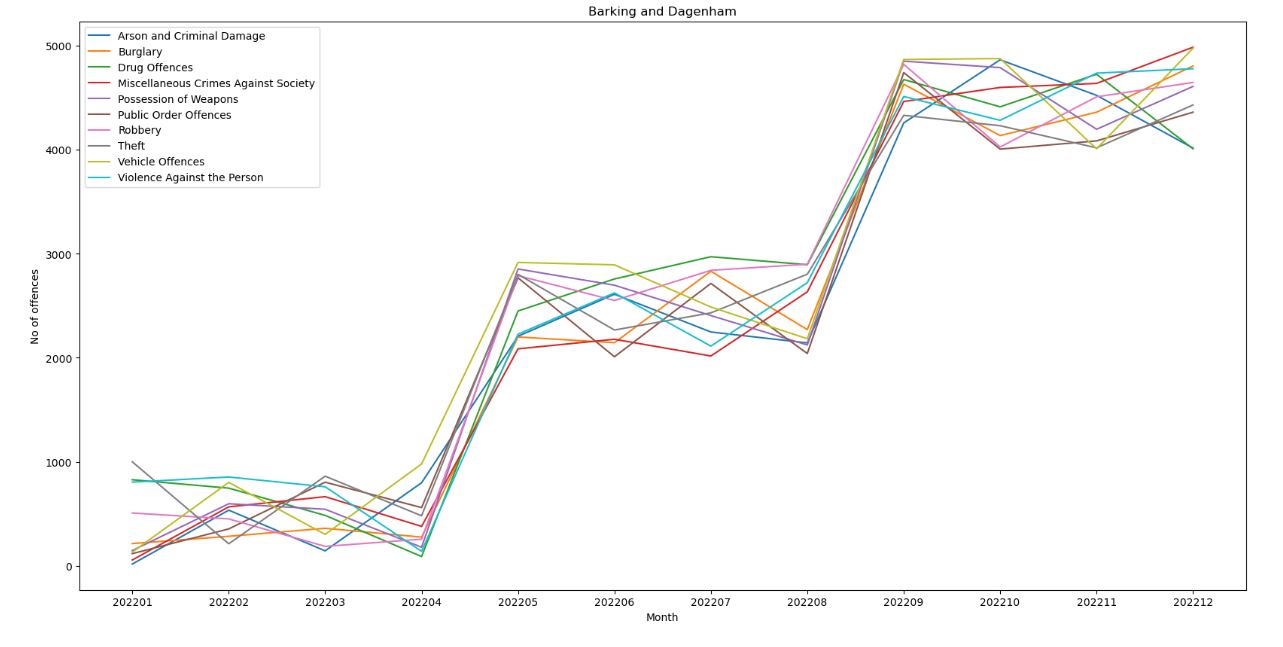 Barking and Dagenham
Arson and Criminal Damage
Burglary
Drug Offences
Miscellaneous Crimes Against Society
Possession of Weapons
Public Order Offences
Robbery
Theft
Vehicle Offences
Violence Against the Person
No of offences
5000
4000
3000
2000
1000
0
202201 202202 202203 202204 202205 202206 202207 202208 202209 202210 202211 202212
Month